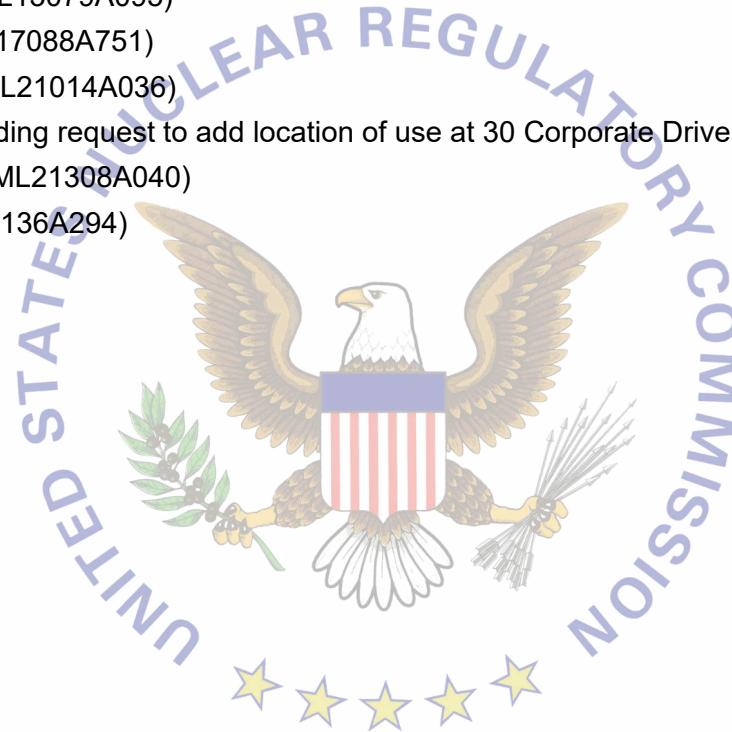 17088A751)
L21014A036)
ding request to add location of use at 30 Corporate Drive
ML21308A040)
136A294)
UNITED STATES NUCLEAR REGULATORY COMMISSION